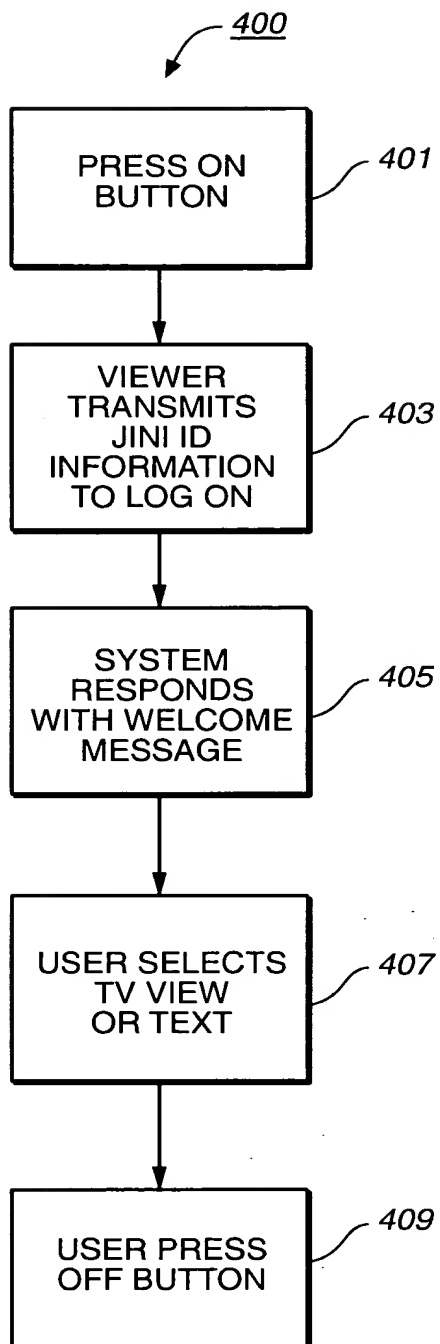 400
PRESS ON
BUTTON
401
VIEWER
TRANSMITS
JINI ID
INFORMATION
TO LOG ON
403
SYSTEM
RESPONDS
WITH WELCOME
MESSAGE
405
USER SELECTS
TV VIEW
OR TEXT
407
USER PRESS
OFF BUTTON
409